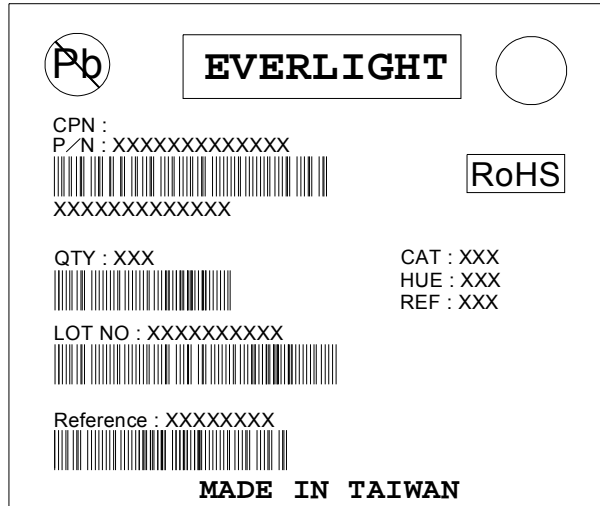 Pb
EVERLIGHT
CPN :
P/N : XXXXXXXXXXXXX
RoHS
XXXXXXXXXXXXX
QTY : XXX
CAT : XXX
HUE : XXX
REF : XXX
LOT NO : XXXXXXXXXX
Reference : XXXXXXXX
MADE IN TAIWAN